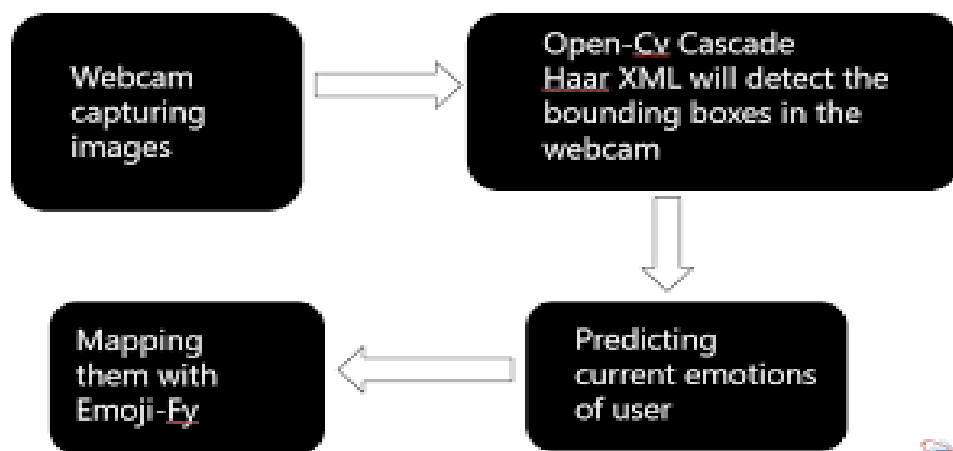 Webcam
capturing
images
Open-Cv Cascade
Haar XML will detect the
bounding boxes in the
webcam
Predicting
current emotions
of user
Mapping
them with
Emoji-Fy